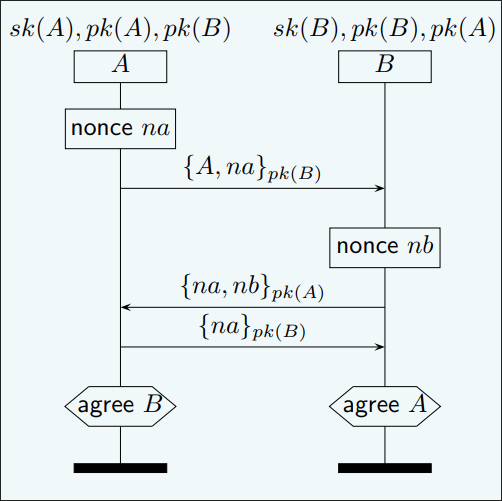 sk(A), pk(A), pk(B)
sk(B), pk(B), pk(A)
A
B
nonce na
{A, na}pk(B)
nonce nb
{na, nb}pk(A)
{na}pk(B)
agree B
agree A